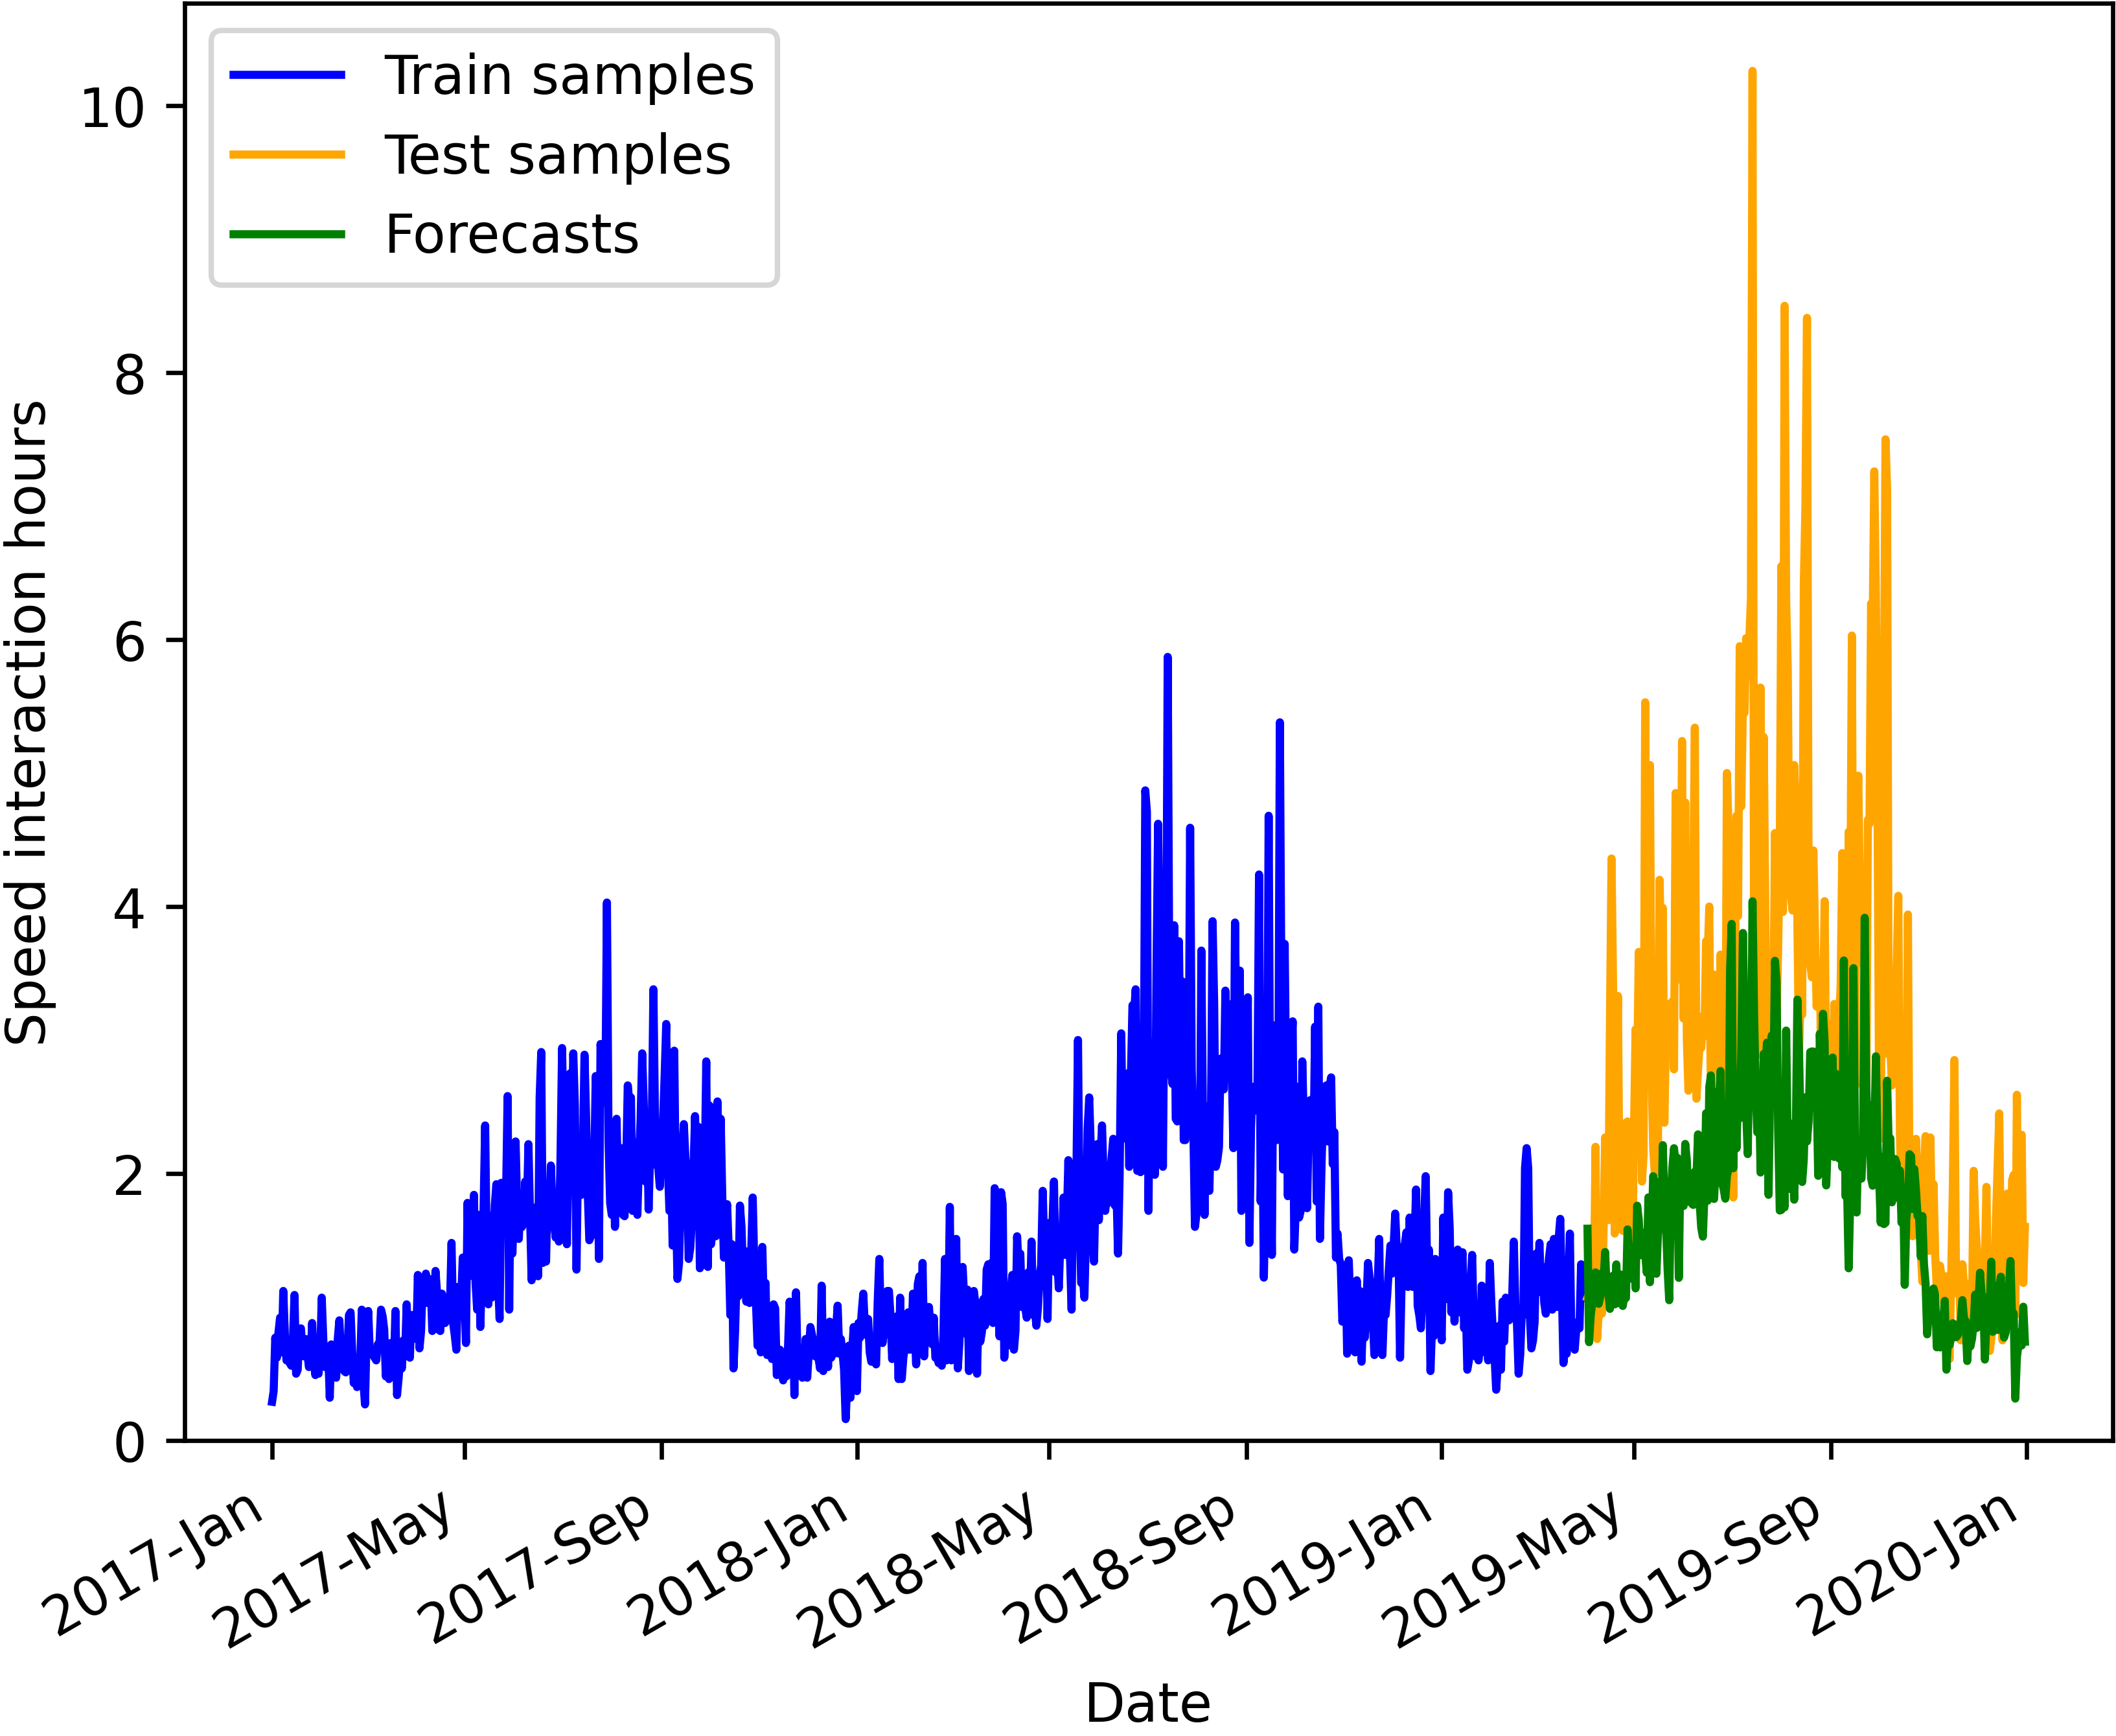 Train samples
Test samples
Forecasts
Speed interaction hours
10
8
6
4
2
0
2017-Jan
2017-May
2017-Sep
2018-Jan
2018-May
2018-Sep
2019-Jan
2019-May
2019-Sep
2020-Jan
Date